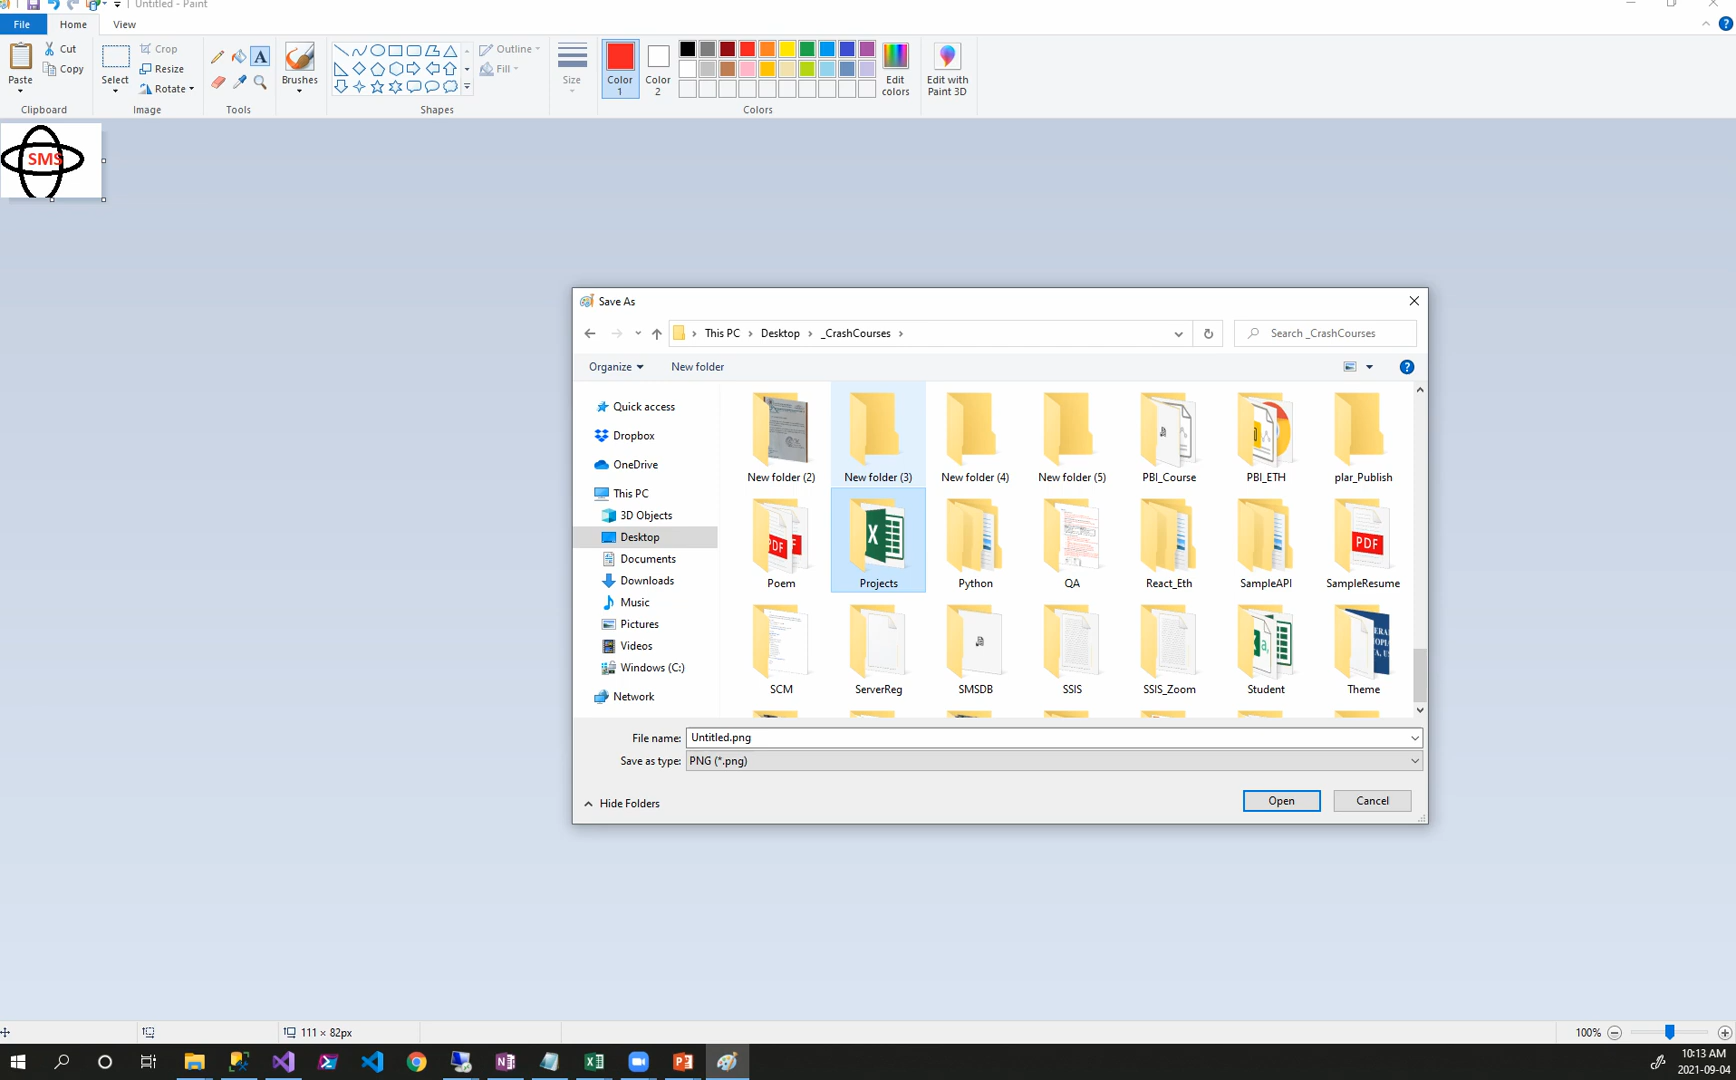 Untitled - Paint
File
Home
View
Paste
Cut
Copy
Clipboard
Select
Crop
Resize
Rotate
Image
A
Tools
Brushes
Shapes
Outline
Fill
Size
Color
1
Color
2
Colors
Edit
colors
Edit with
Paint 3D
SMS
Save As
This PC
Desktop
_CrashCourses
Search _CrashCourses
Organize
New folder
Quick access
Dropbox
OneDrive
This PC
3D Objects
Desktop
Documents
Downloads
Music
Pictures
Videos
Windows (C:)
Network
New folder (2)
New folder (3)
New folder (4)
New folder (5)
PBI_Course
PBI_ETH
plar_Publish
Poem
Projects
Python
QA
React_Eth
SampleAPI
SampleResume
SCM
ServerReg
SMSDB
SSIS
SSIS_Zoom
Student
Theme
File name: Untitled.png
Save as type: PNG (*.png)
Hide Folders
Open
Cancel
111 × 82px
100%
10:13 AM
2021-09-04